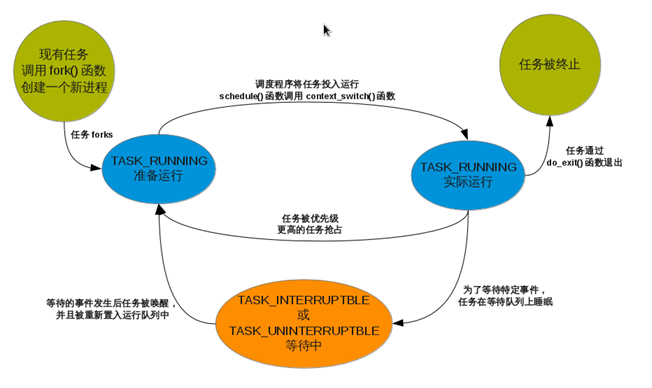 现有任务
调用 fork() 函数
创建一个新进程
任务被终止
调度程序将任务投入运行
schedule() 函数调用 context_switch() 函数
任务 forks
TASK_RUNNING
准备运行
TASK_RUNNING
实际运行
任务通过
do_exit() 函数退出
任务被优先级
更高的任务抢占
等待的事件发生后任务被唤醒，
并且被重新置入运行队列中
TASK_INTERRUPTBLE
或
TASK_UNINTERRUPTBLE
等待中
为了等待特定事件，
任务在等待队列上睡眠